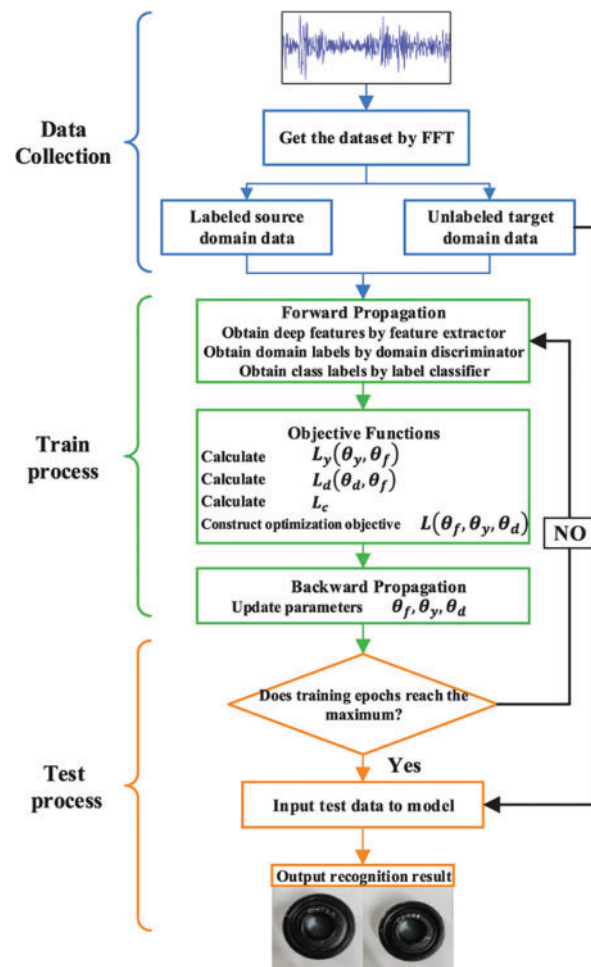 Data
Collection
Get the dataset by FFT
Labeled source
domain data
Unlabeled target
domain data
Train
process
Forward Propagation
Obtain deep features by feature extractor
Obtain domain labels by domain discriminator
Obtain class labels by label classifier
Objective Functions
Calculate L_y(θ_y, θ_f)
Calculate L_d(θ_d, θ_f)
Calculate L_c
Construct optimization objective L(θ_f, θ_y, θ_d)
NO
Backward Propagation
Update parameters θ_f, θ_y, θ_d
Test
process
Does training epochs reach the
maximum?
Yes
Input test data to model
Output recognition result